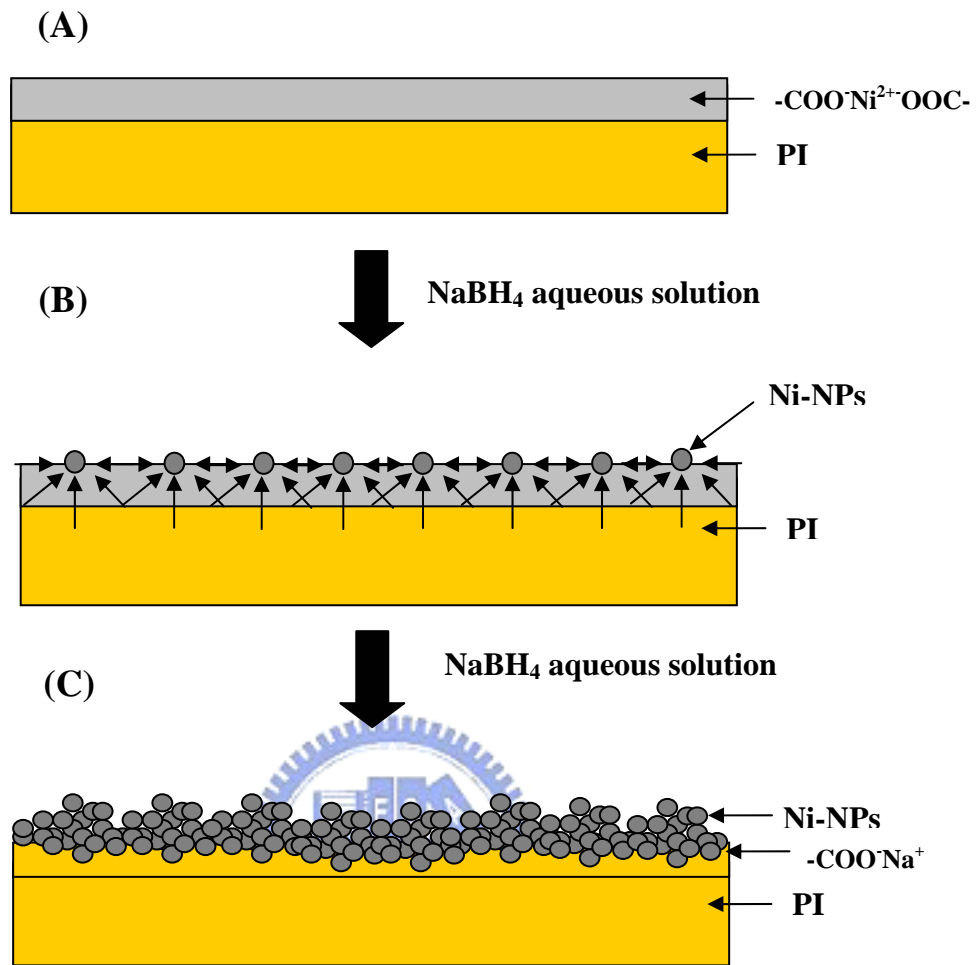 (A)
-COO⁻Ni²⁺⁻OOC-
PI
NaBH₄ aqueous solution
(B)
Ni-NPs
PI
NaBH₄ aqueous solution
(C)
Ni-NPs
-COO⁻Na⁺
PI